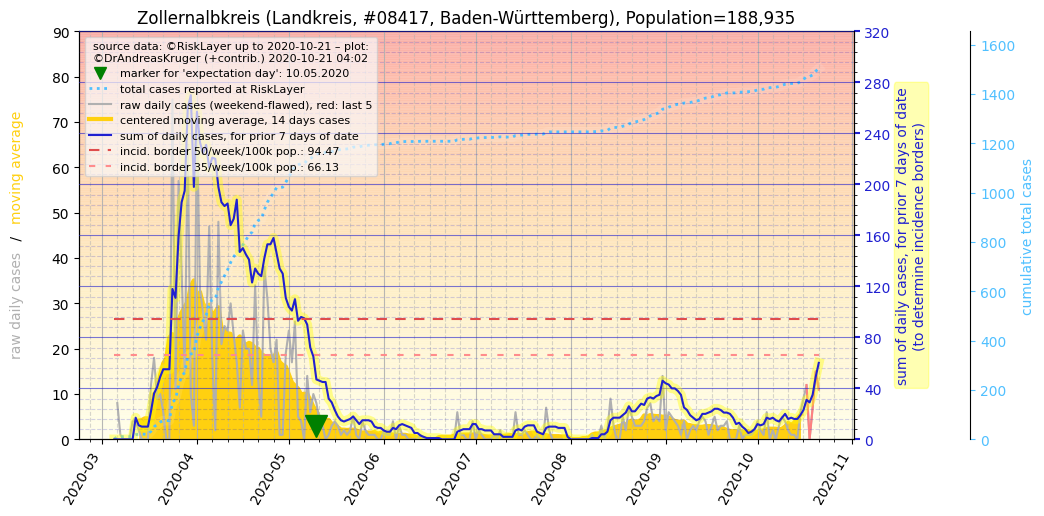 Zollernalbkreis (Landkreis, #08417, Baden-Württemberg), Population=188,935
source data: ©RiskLayer up to 2020-10-21 – plot:
©DrAndreasKruger (+contrib.) 2020-10-21 04:02
marker for 'expectation day': 10.05.2020
total cases reported at RiskLayer
raw daily cases (weekend-flawed), red: last 5
centered moving average, 14 days cases
sum of daily cases, for prior 7 days of date
incid. border 50/week/100k pop.: 94.47
incid. border 35/week/100k pop.: 66.13
raw daily cases / moving average
90
80
70
60
50
40
30
20
10
0
2020-03
2020-04
2020-05
2020-06
2020-07
2020-08
2020-09
2020-10
2020-11
320
280
240
200
160
120
80
40
0
sum of daily cases, for prior 7 days of date
(to determine incidence borders)
1600
1400
1200
1000
800
600
400
200
0
cumulative total cases